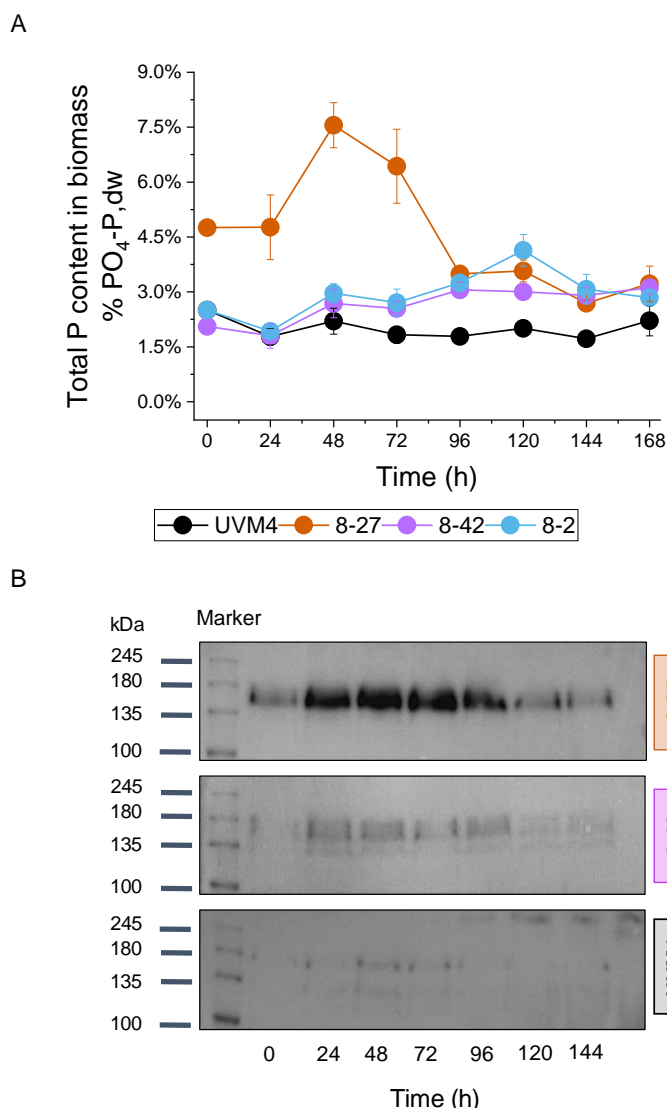 A
Total P content in biomass
% PO₄-P,dw
9.0%
7.5%
6.0%
4.5%
3.0%
1.5%
0.0%
0 24 48 72 96 120 144 168
Time (h)
UVM4 8-27 8-42 8-2
B
kDa Marker
245
180
135
100
245
180
135
100
245
180
135
100
0 24 48 72 96 120 144
Time (h)